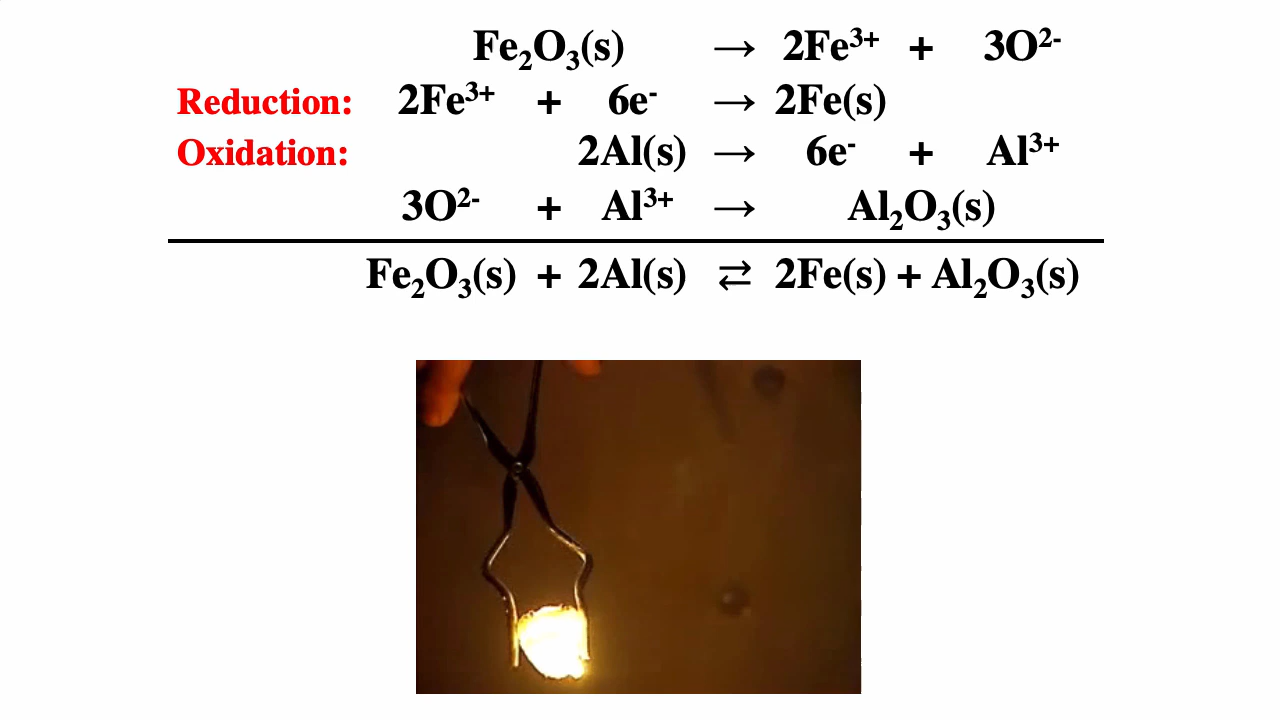 Fe₂O₃(s) → 2Fe³⁺ + 3O²⁻
Reduction: 2Fe³⁺ + 6e⁻ → 2Fe(s)
Oxidation: 2Al(s) → 6e⁻ + Al³⁺
3O²⁻ + Al³⁺ → Al₂O₃(s)
Fe₂O₃(s) + 2Al(s) ⇄ 2Fe(s) + Al₂O₃(s)